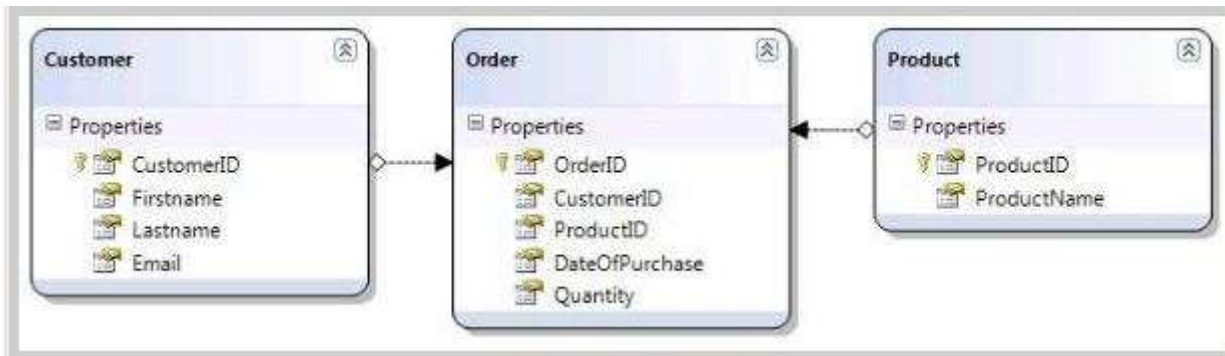 Customer
Properties
CustomerID
Firstname
Lastname
Email
Order
Properties
OrderID
CustomerID
ProductID
DateOfPurchase
Quantity
Product
Properties
ProductID
ProductName